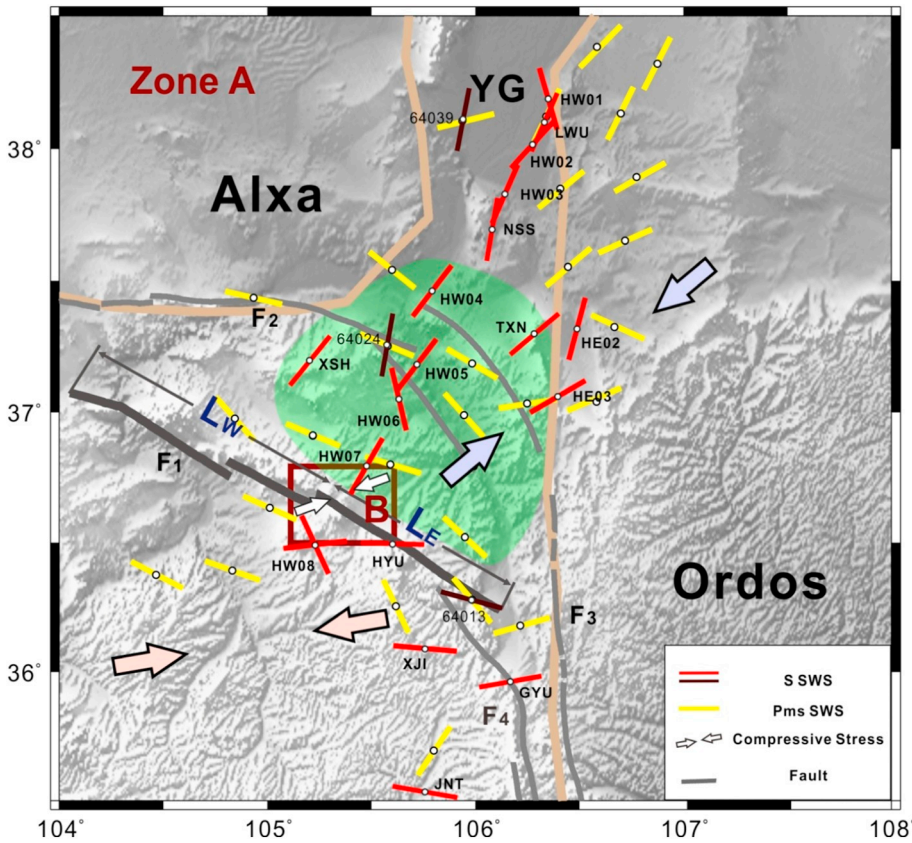 Zone A
YG
HW01
64039
LWU
38°
HW02
Alxa
HW03
NSS
HW04
F2
TXN
64024
HE02
XSH
HW05
HE03
37°
LW
HW06
F1
HW07
B
LE
HW08
HYU
Ordos
64013
F3
36°
XJI
GYU
F4
JNT
S SWS
Pms SWS
Compressive Stress
Fault
104° 105° 106° 107° 108°